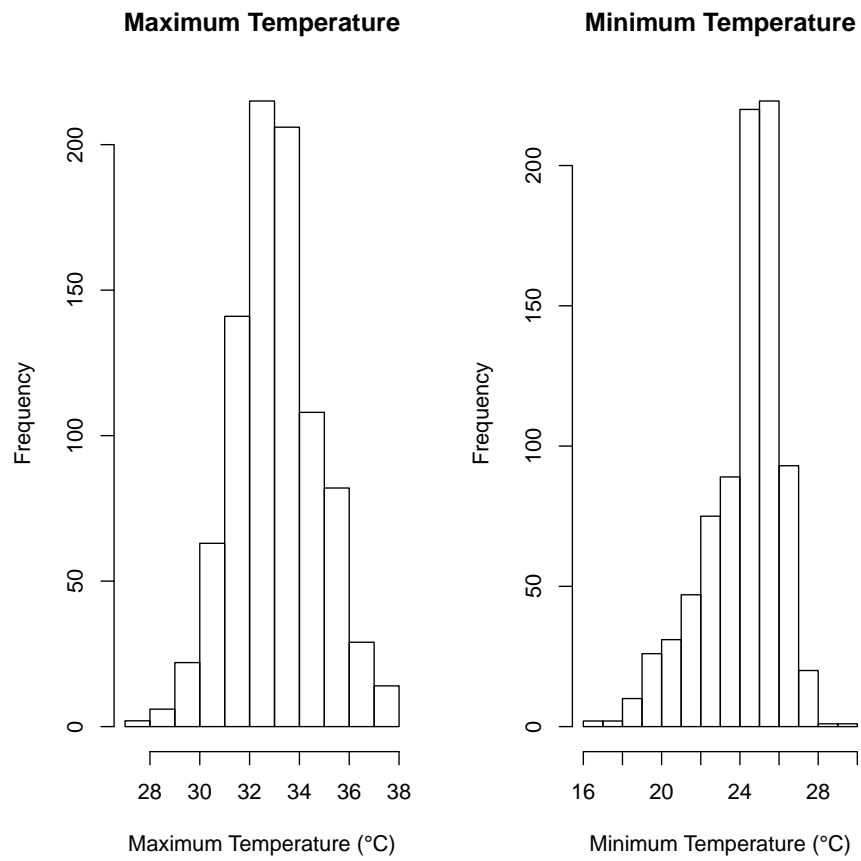 Maximum Temperature
Frequency
200
150
100
50
0
28 30 32 34 36 38
Maximum Temperature (°C)
Minimum Temperature
Frequency
200
150
100
50
0
16 20 24 28
Minimum Temperature (°C)